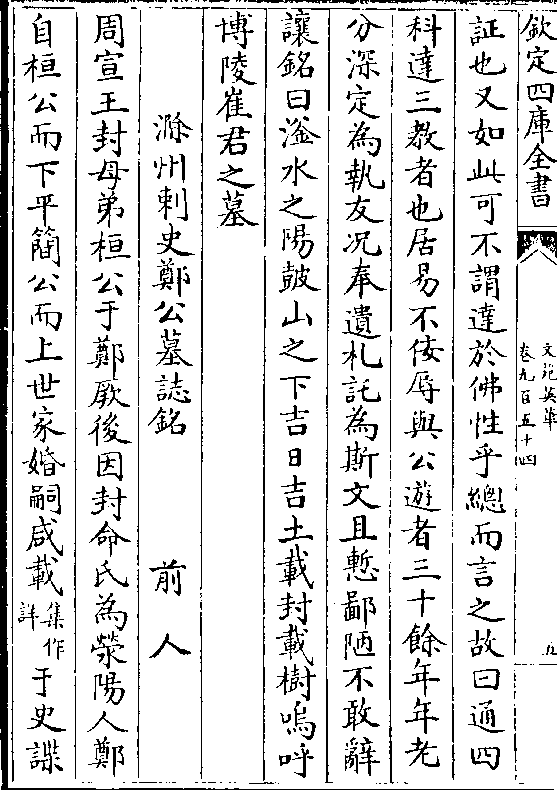 欽定四庫全書
文苑英華
卷九百五十四
五
証也又如此可不謂達於佛性乎總而言之故曰通四
科達三教者也居易不佞辱與公遊者三十餘年年老
分深定為執友況奉遺札託為斯文且慙鄙陋不敢辭
讓銘曰滏水之陽鼓山之下吉日吉土載封載樹嗚呼
博陵崔君之墓
滁州刺史鄭公墓誌銘 前人
周宣王封母弟桓公于鄭厥後因封命氏為滎陽人鄭
自桓公而下平簡公而上世家婚嗣咸載集作詳于史諜